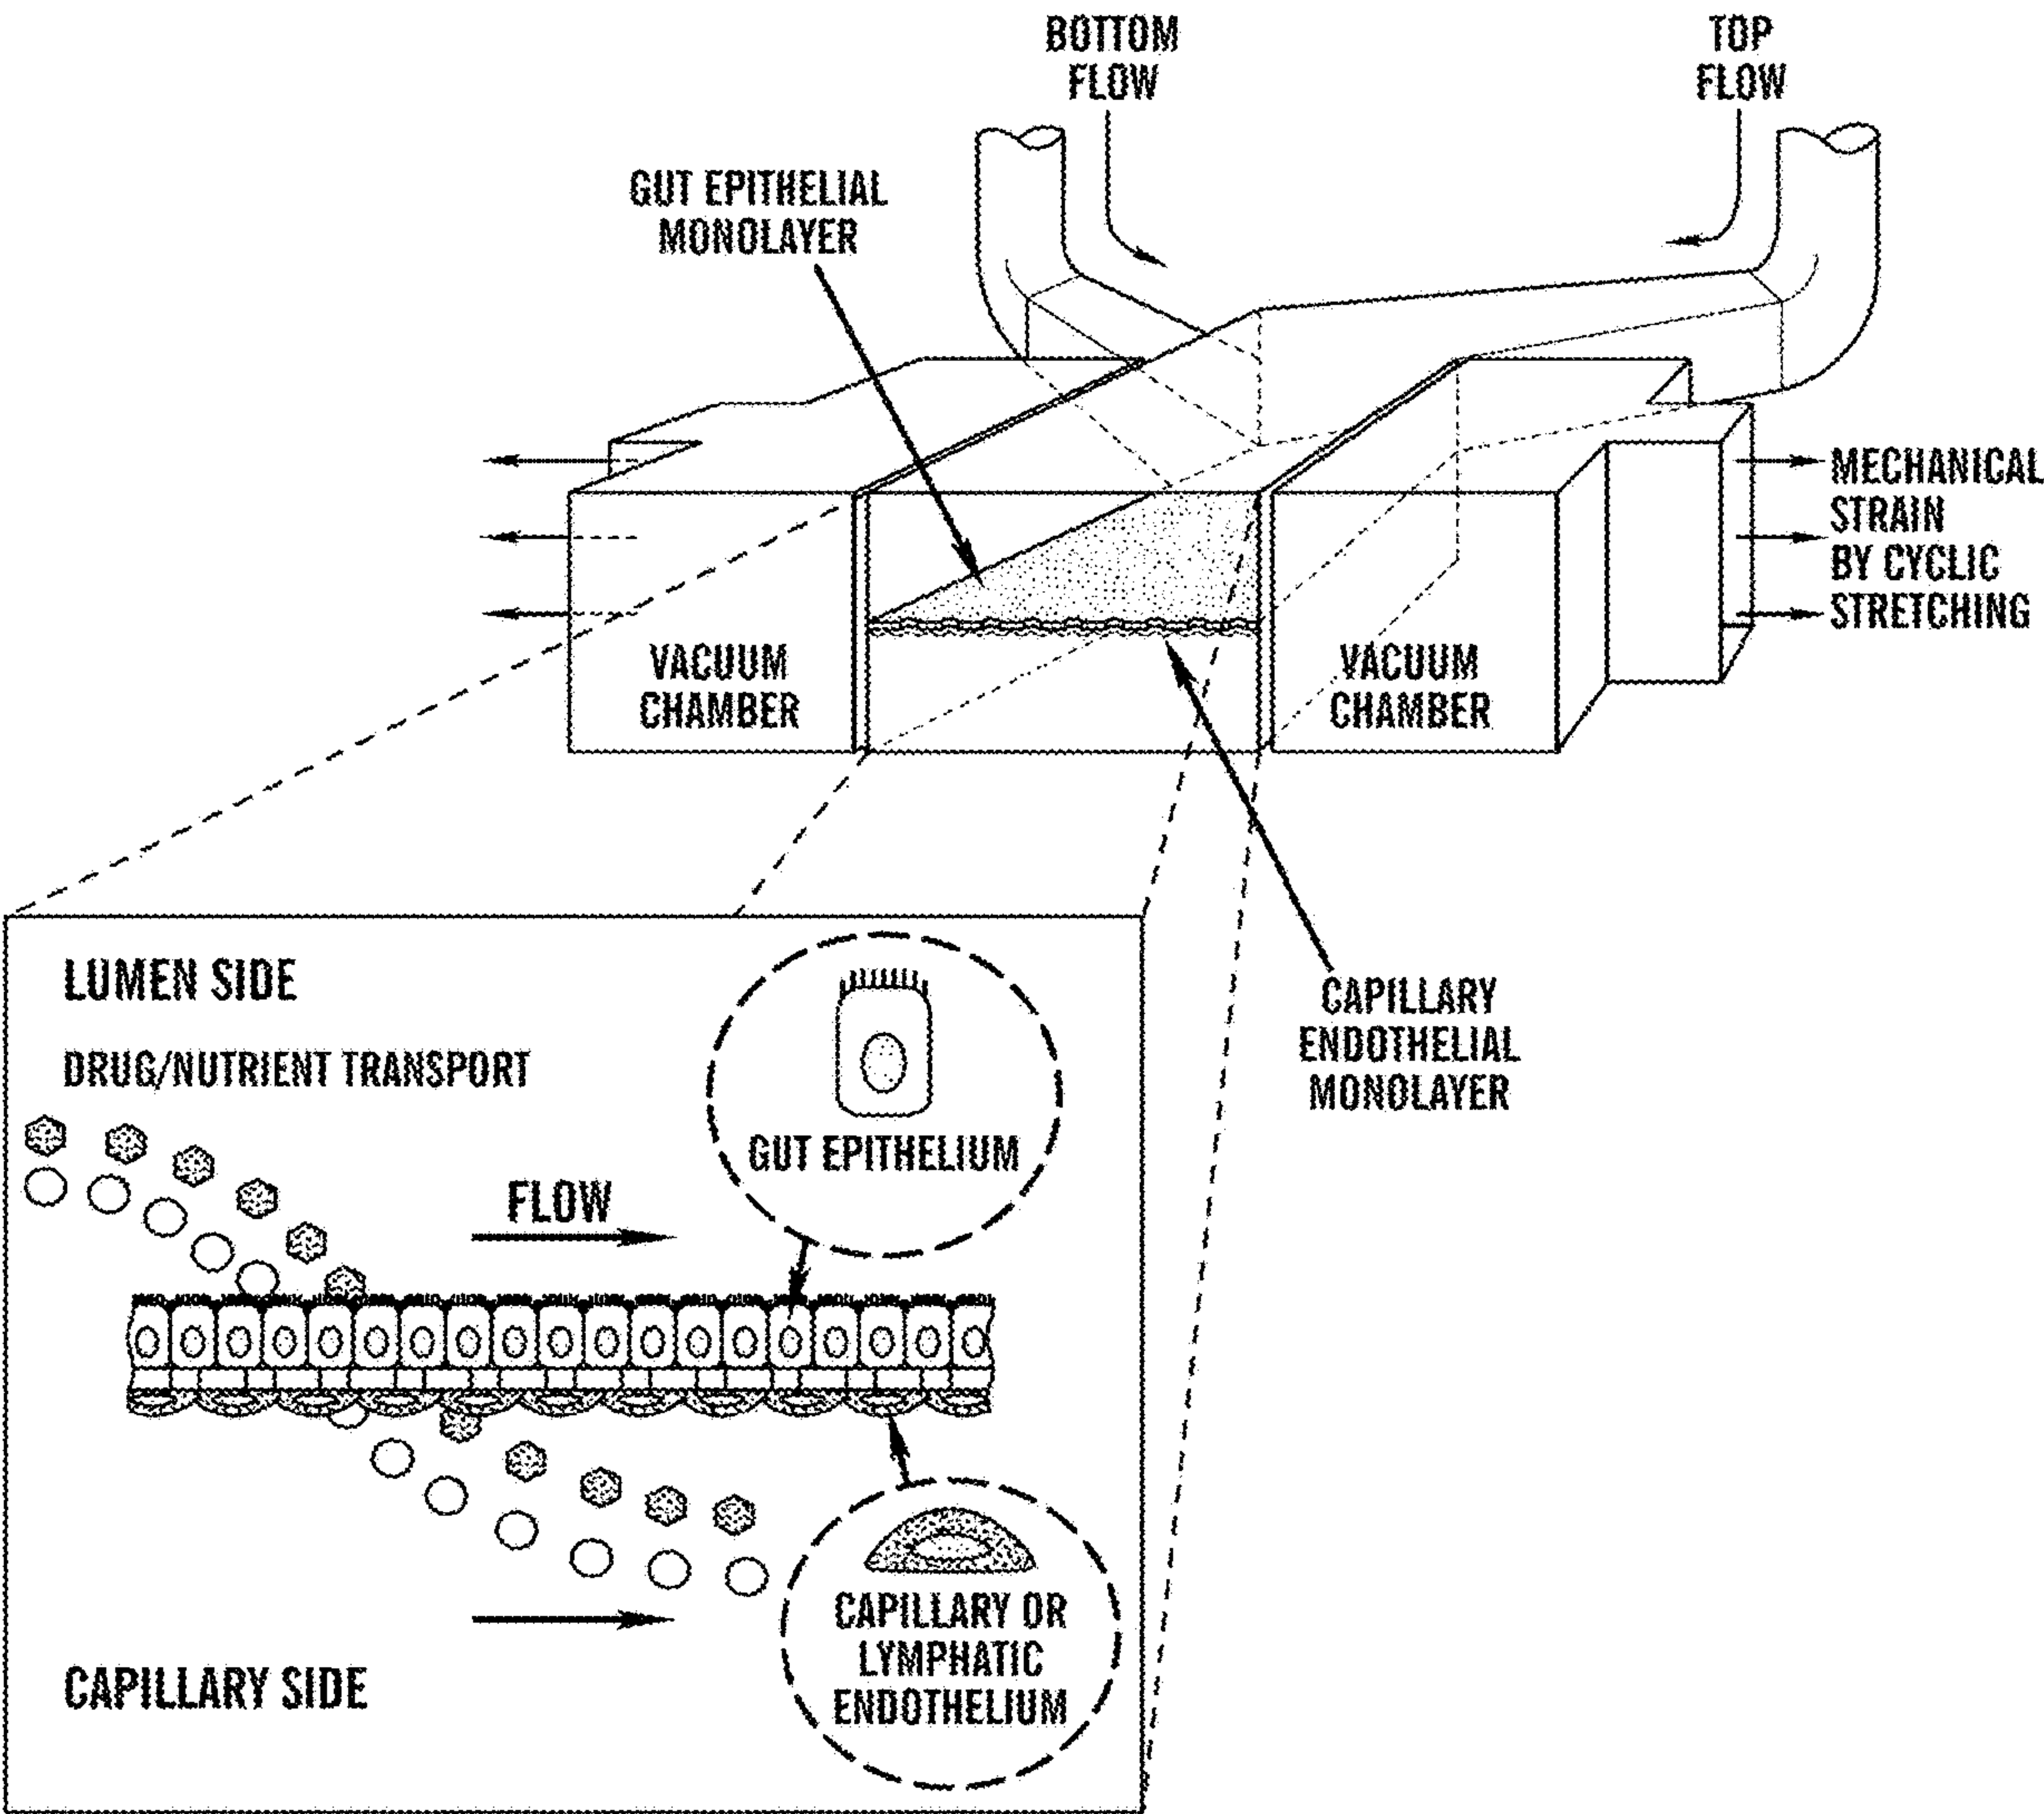 BOTTOM
FLOW
TOP
FLOW
GUT EPITHELIAL
MONOLAYER
MECHANICAL
STRAIN
BY CYCLIC
STRETCHING
VACUUM
CHAMBER
VACUUM
CHAMBER
CAPILLARY
ENDOTHELIAL
MONOLAYER
LUMEN SIDE
DRUG/NUTRIENT TRANSPORT
GUT EPITHELIUM
FLOW
CAPILLARY OR
LYMPHATIC
ENDOTHELIUM
CAPILLARY SIDE